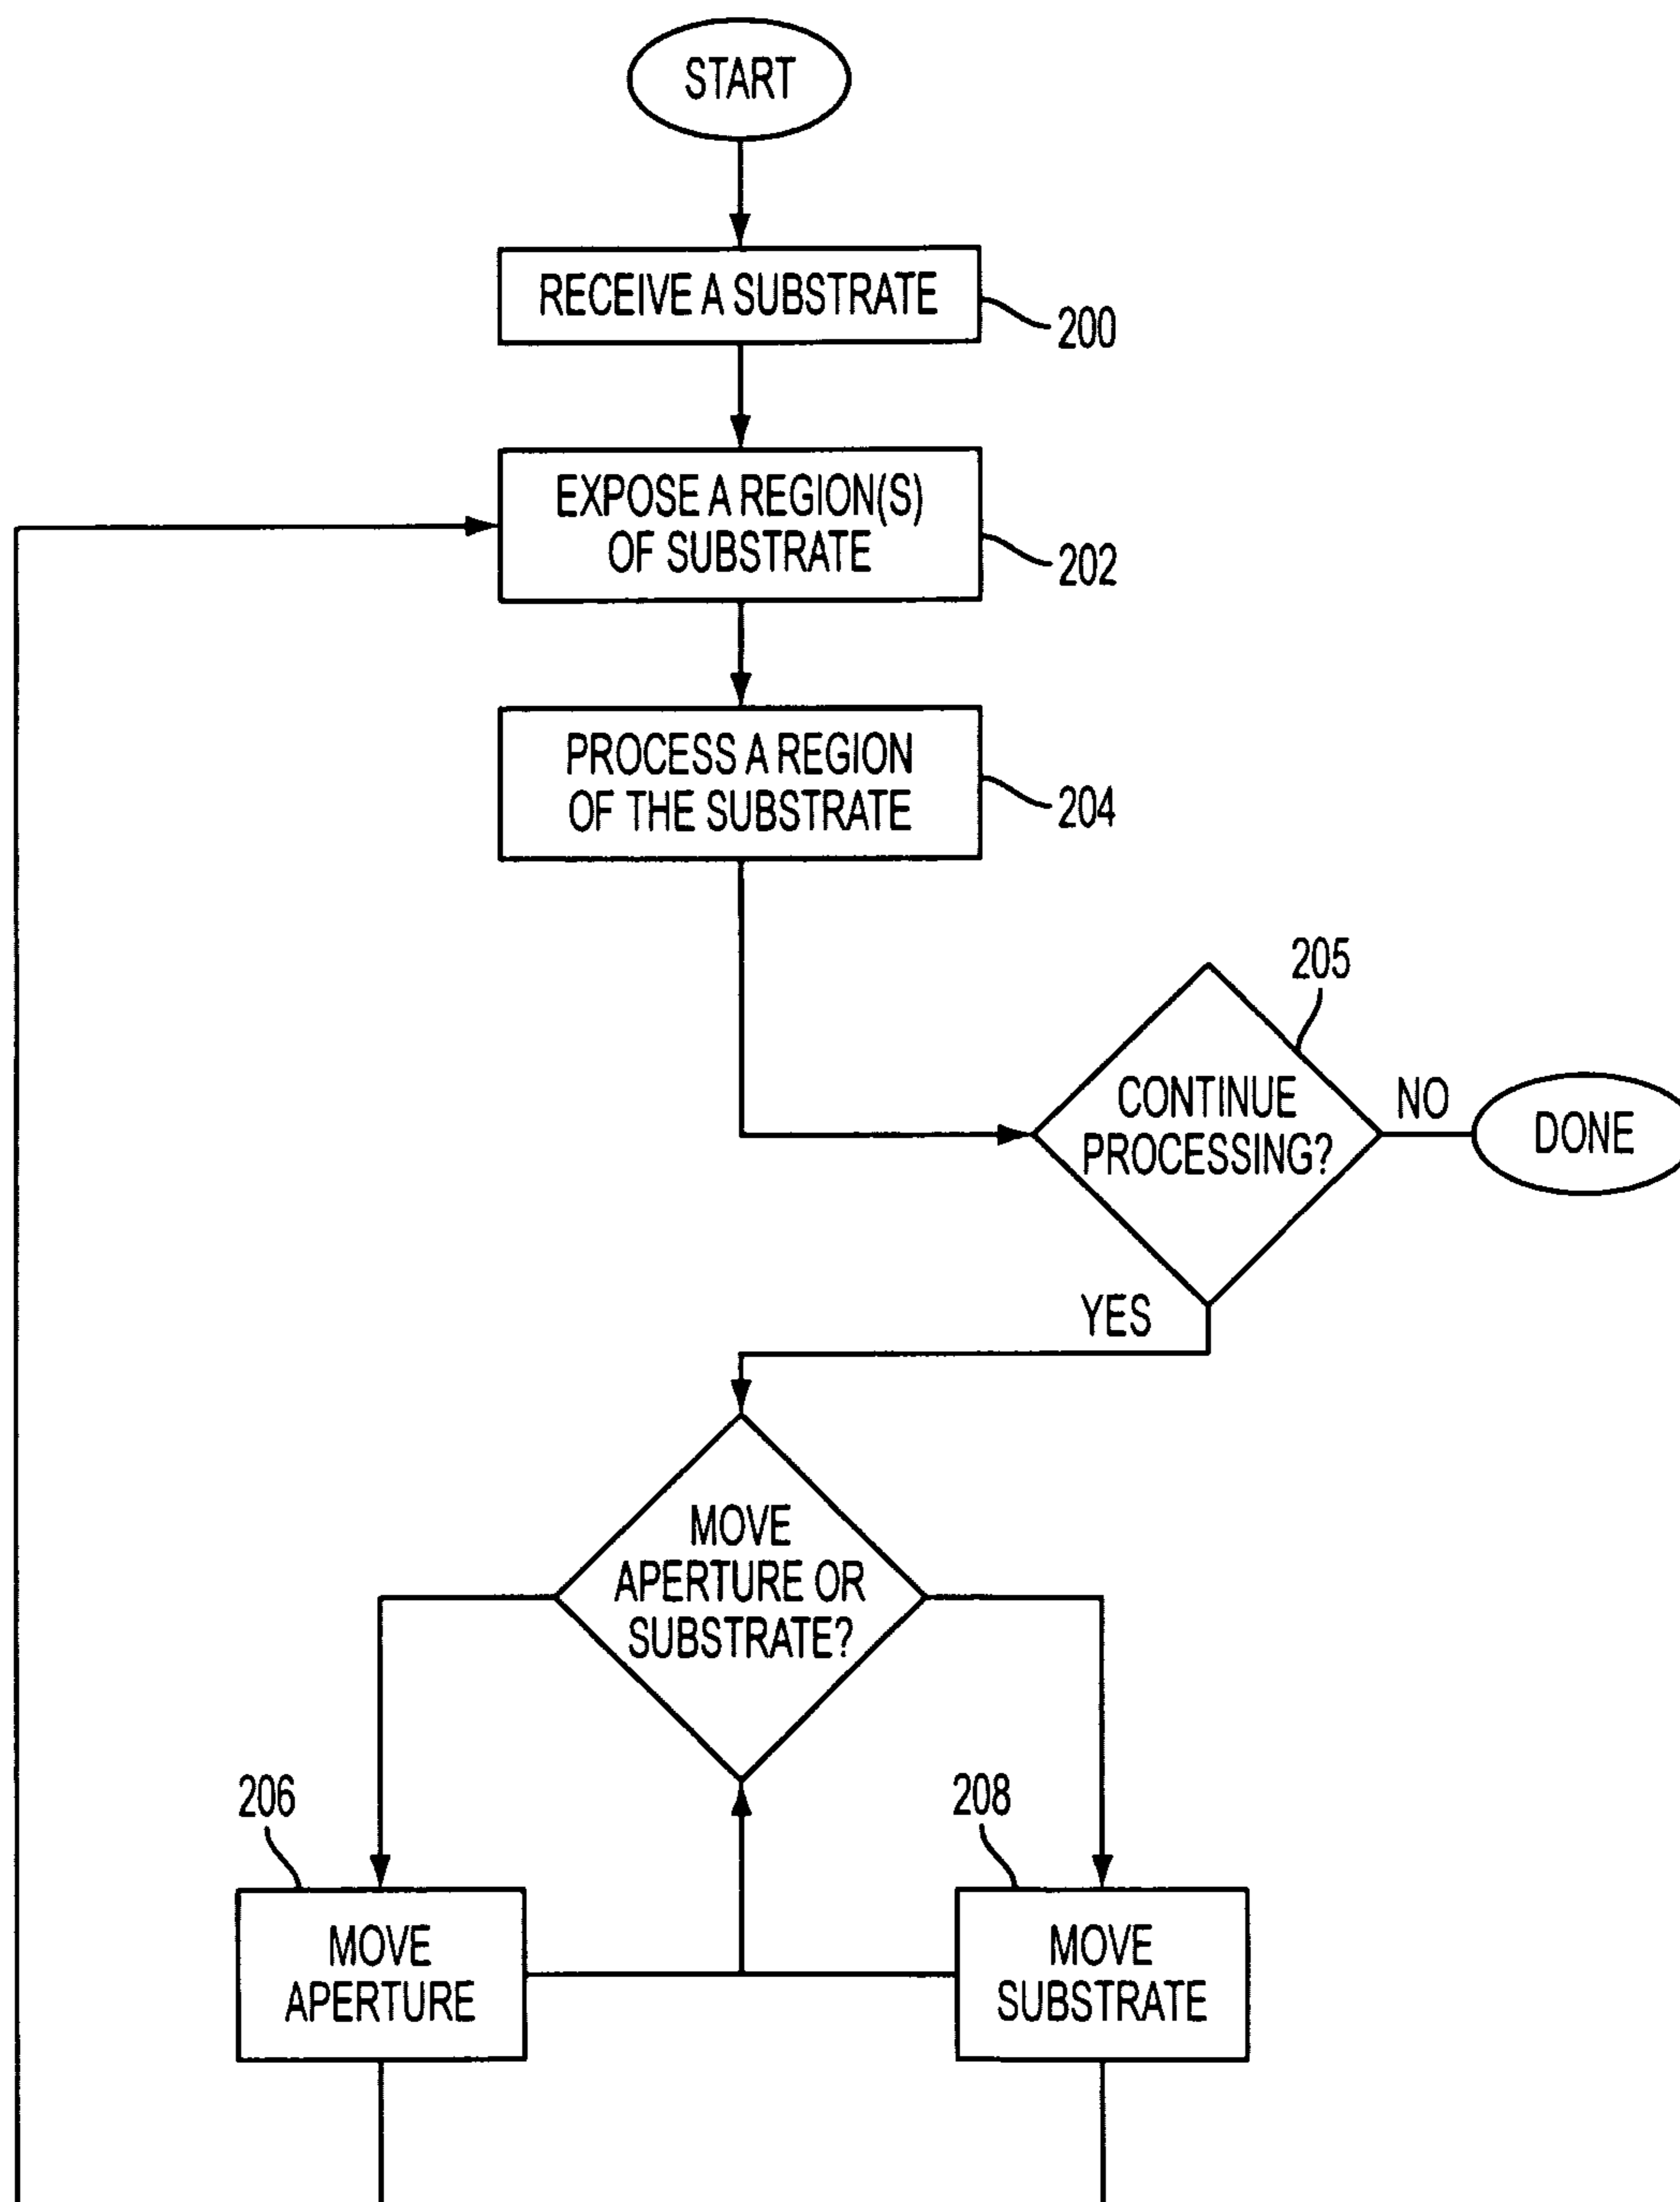 START
RECEIVE A SUBSTRATE
200
EXPOSE A REGION(S)
OF SUBSTRATE
202
PROCESS A REGION
OF THE SUBSTRATE
204
205
CONTINUE
PROCESSING?
NO
DONE
YES
MOVE
APERTURE OR
SUBSTRATE?
206
208
MOVE
APERTURE
MOVE
SUBSTRATE